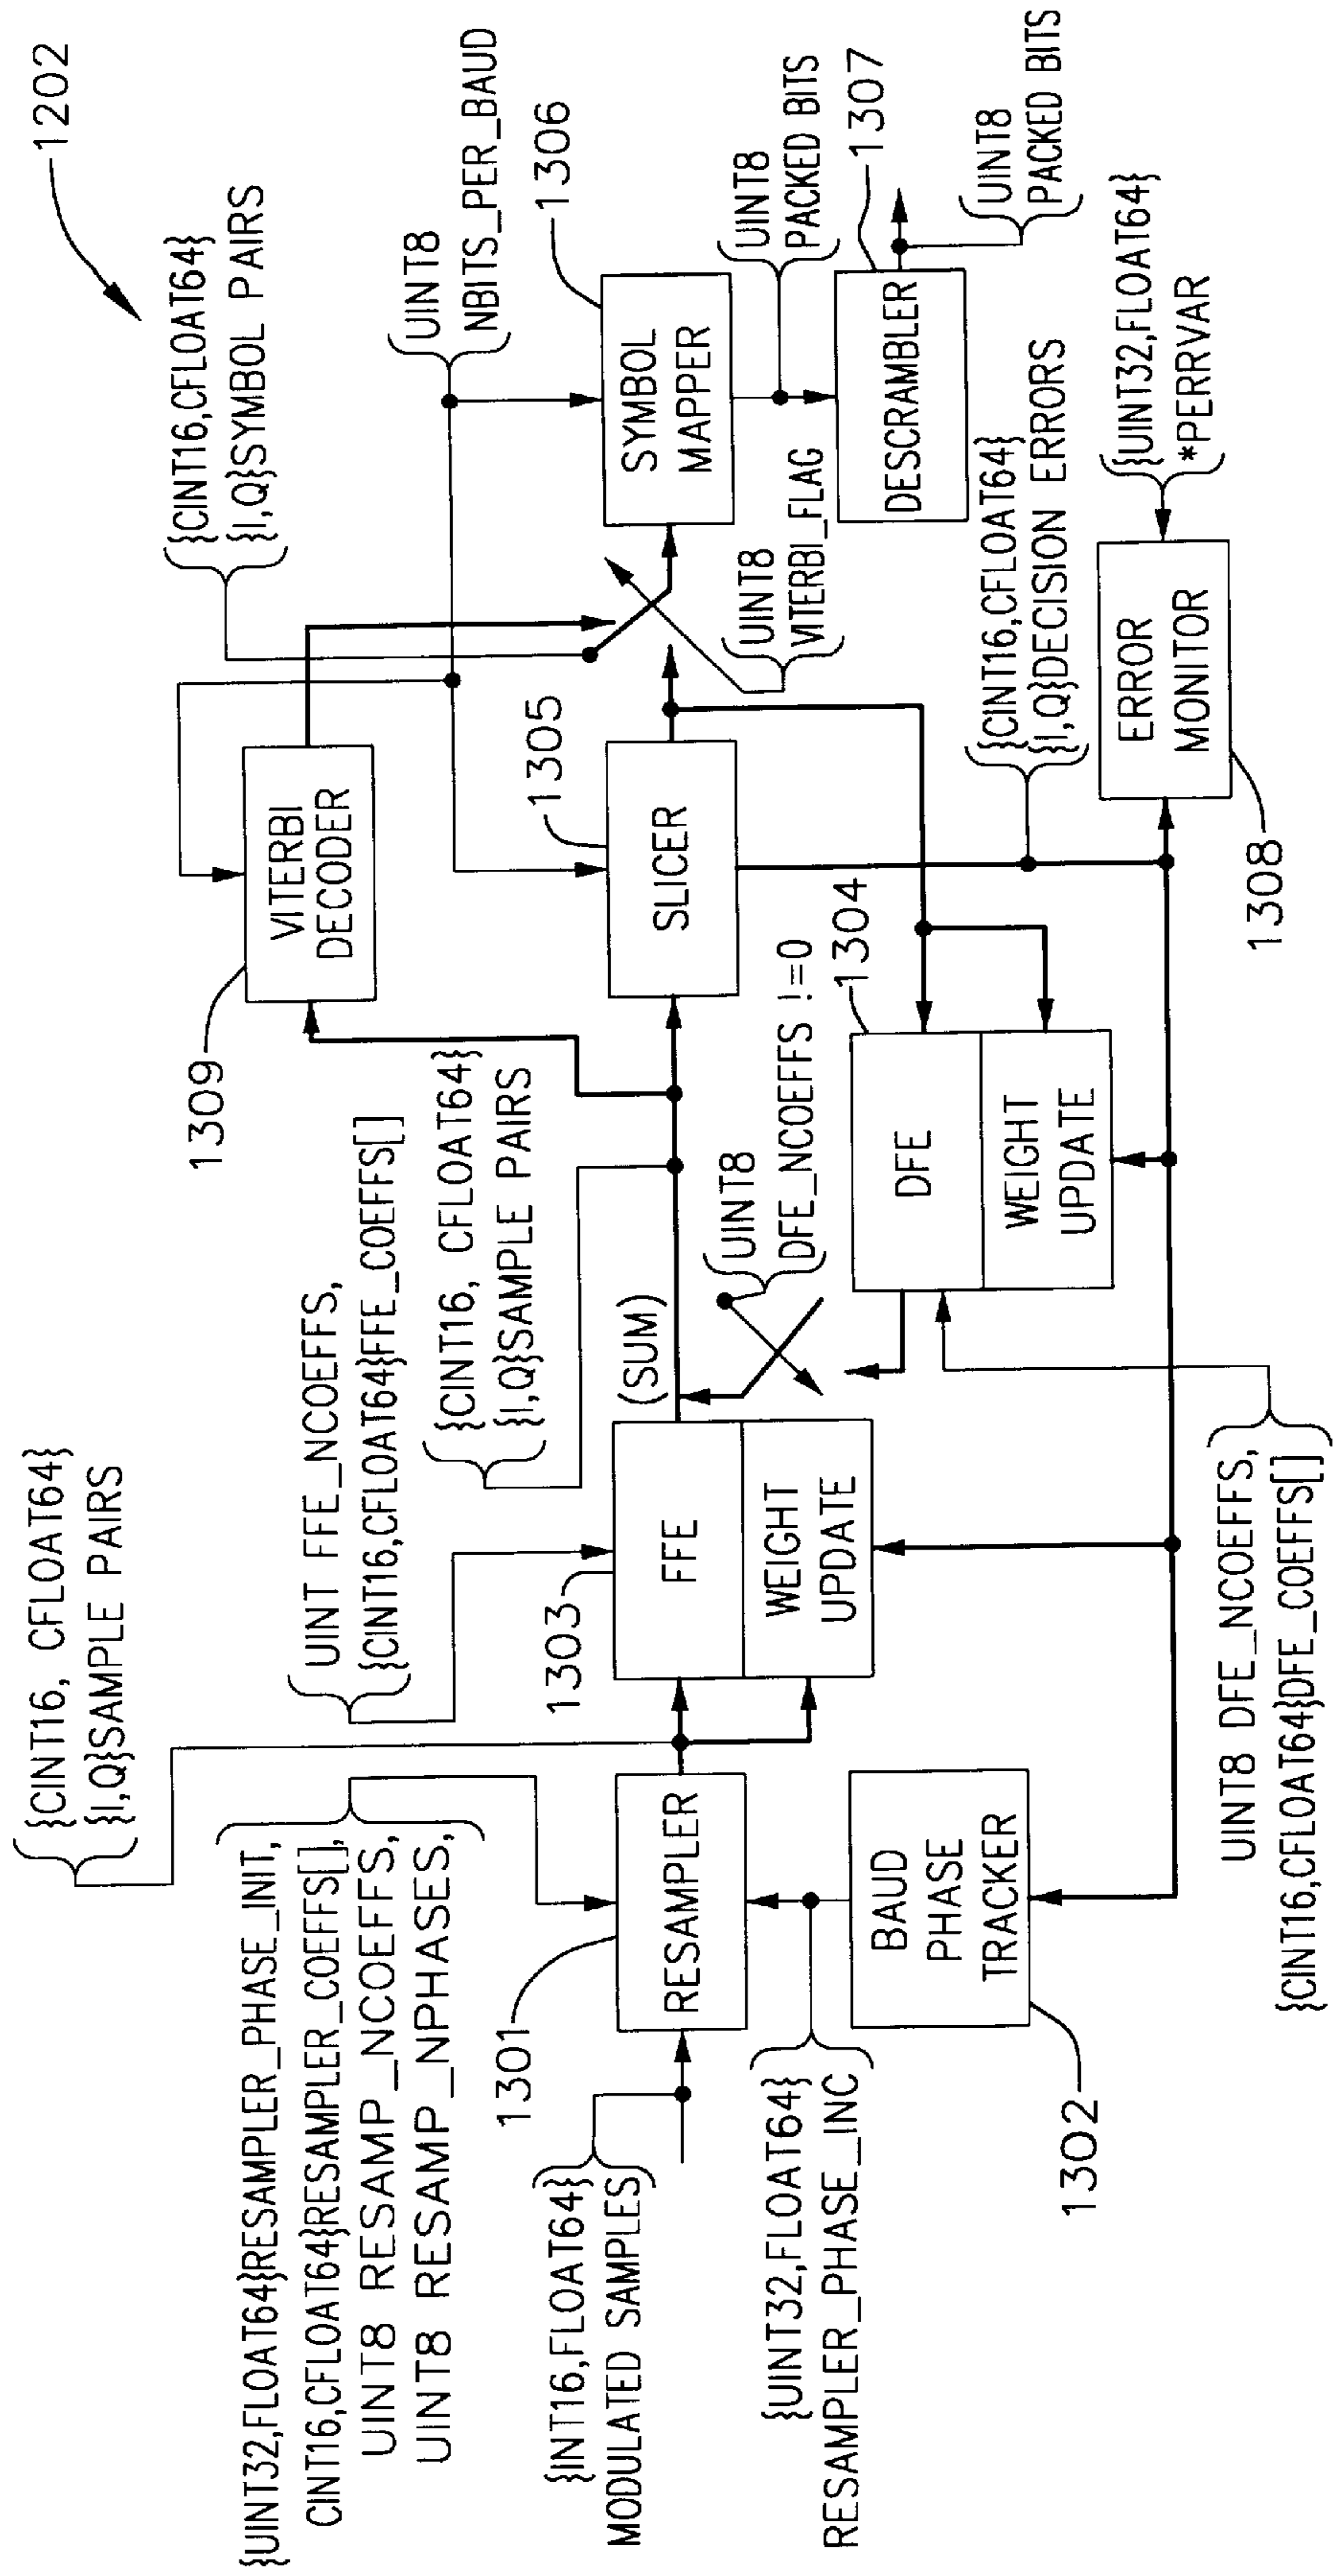 1202
{CINT16,CFLOAT64}
{I,Q}SYMBOL PAIRS
UINT8
NBITS_PER_BAUD
1306
SYMBOL
MAPPER
UINT8
PACKED BITS
1307
DESCRAMBLER
UINT8
PACKED BITS
VITERBI
DECODER
1309
UINT8
VITERBI_FLAG
1305
SLICER
{CINT16,CFLOAT64}
{I,Q}DECISION ERRORS
{UINT32,FLOAT64}
*PERRVAR
ERROR
MONITOR
1308
{CINT16, CFLOAT64}
{I,Q}SAMPLE PAIRS
UINT FFE_NCOEFFS,
{CINT16,CFLOAT64}FFE_COEFFS[]
{CINT16, CFLOAT64}
{I,Q}SAMPLE PAIRS
(SUM)
UINT8
DFE_NCOEFFS !=0
1304
DFE
WEIGHT
UPDATE
1303
FFE
WEIGHT
UPDATE
{UINT32,FLOAT64}RESAMPLER_PHASE_INIT,
CINT16,CFLOAT64}RESAMPLER_COEFFS[],
UINT8 RESAMP_NCOEFFS,
UINT8 RESAMP_NPHASES,
1301
RESAMPLER
{INT16,FLOAT64}
MODULATED SAMPLES
{UINT32,FLOAT64}
RESAMPLER_PHASE_INC
BAUD
PHASE
TRACKER
1302
UINT8 DFE_NCOEFFS,
{CINT16,CFLOAT64}DFE_COEFFS[]